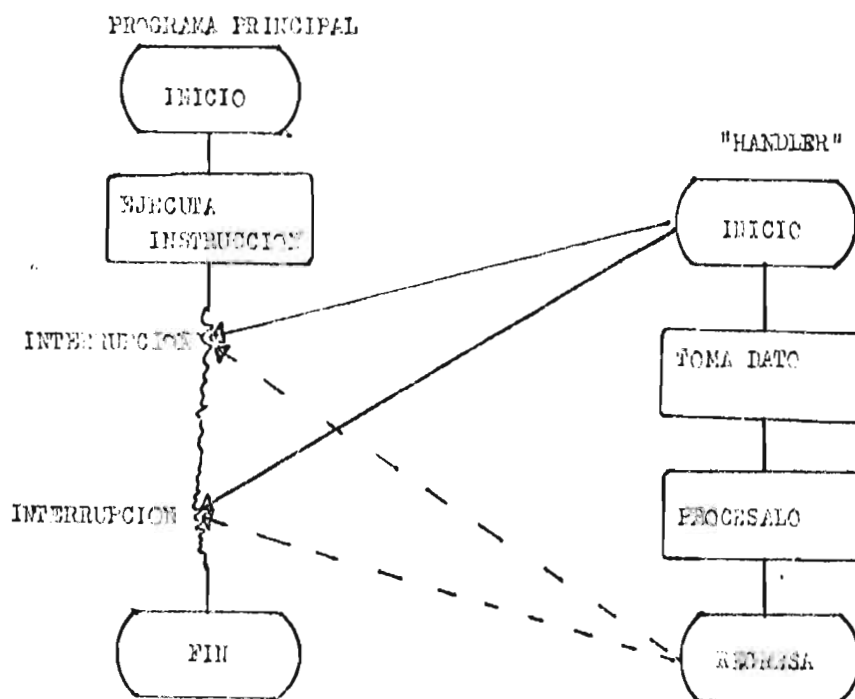 PROGRAMA PRINCIPAL
INICIO
EJECUTA
INSTRUCCION
INTERRUPCION
INTERRUPCION
FIN
"HANDLER"
INICIO
TOMA DATO
PROCESALO
REGRESA